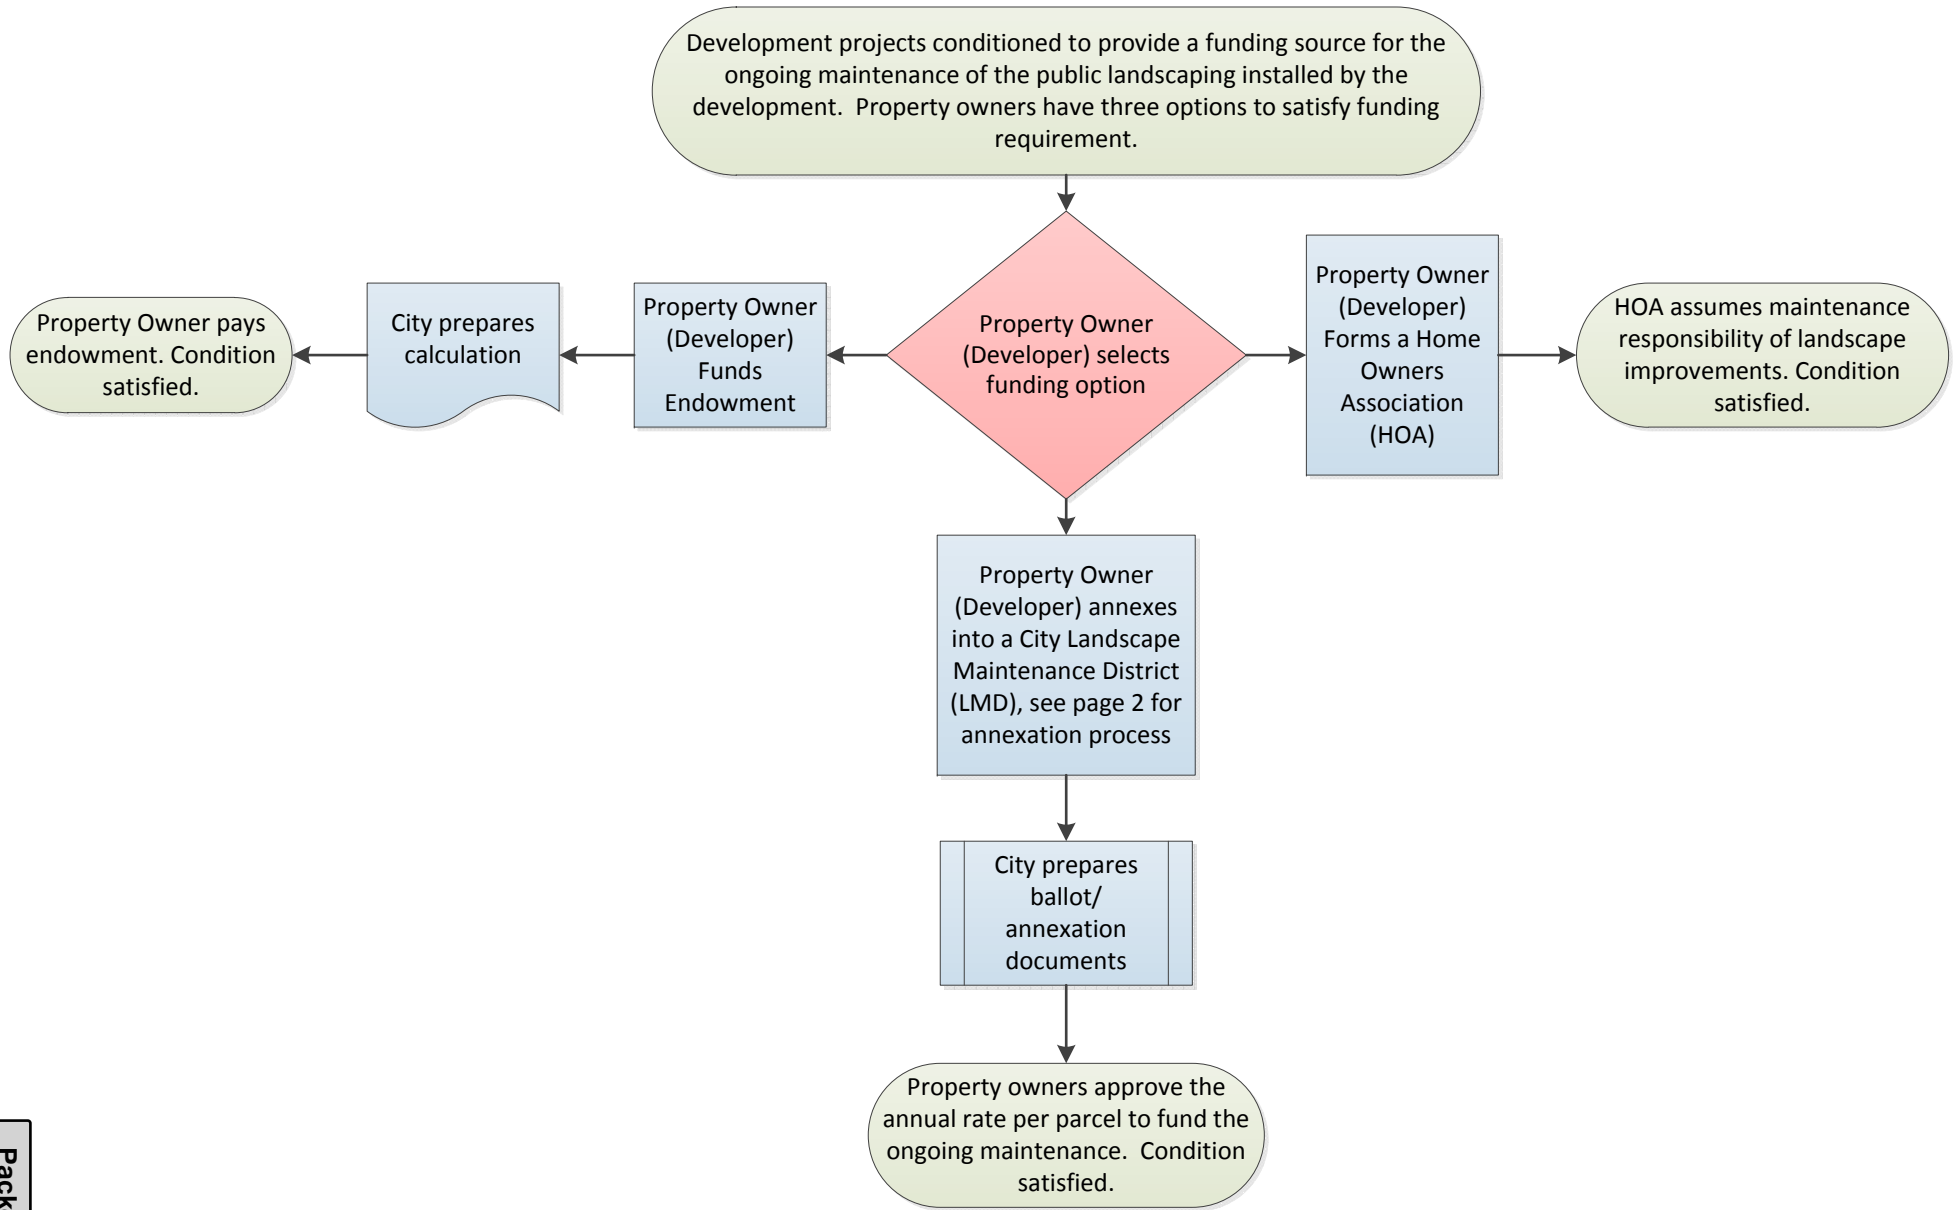 Development projects conditioned to provide a funding source for the
ongoing maintenance of the public landscaping installed by the
development.  Property owners have three options to satisfy funding
requirement.
Property Owner pays
endowment. Condition
satisfied.
City prepares
calculation
Property Owner
(Developer)
Funds
Endowment
Property Owner
(Developer) selects
funding option
Property Owner
(Developer)
Forms a Home
Owners
Association
(HOA)
HOA assumes maintenance
responsibility of landscape
improvements. Condition
satisfied.
Property Owner
(Developer) annexes
into a City Landscape
Maintenance District
(LMD), see page 2 for
annexation process
City prepares
ballot/
annexation
documents
Property owners approve the
annual rate per parcel to fund the
ongoing maintenance.  Condition
satisfied.
Pack